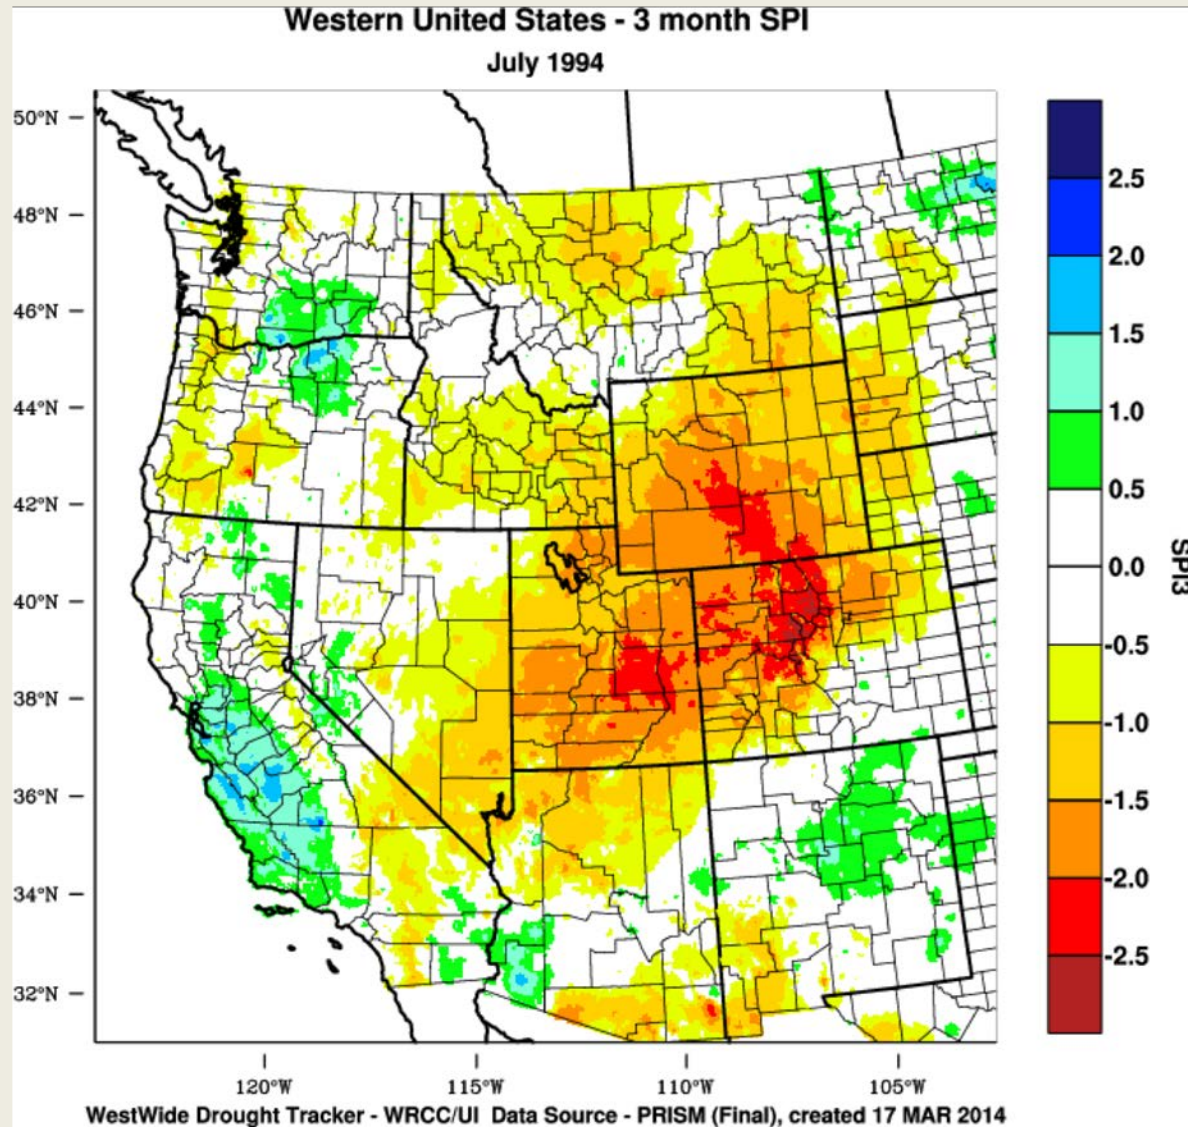 Western United States - 3 month SPI
July 1994
50°N
48°N
46°N
44°N
42°N
40°N
38°N
36°N
34°N
32°N
120°W
115°W
110°W
105°W
2.5
2.0
1.5
1.0
0.5
0.0
-0.5
-1.0
-1.5
-2.0
-2.5
SPI3
WestWide Drought Tracker - WRCC/UI Data Source - PRISM (Final), created 17 MAR 2014